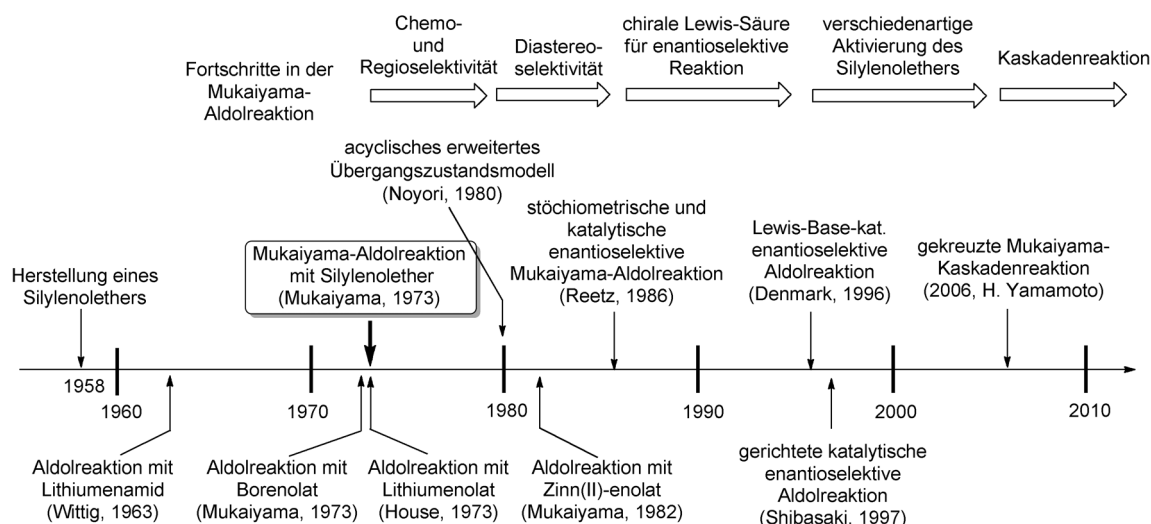 Fortschritte in der
Mukaiyama-
Aldolreaktion
Chemo-
und
Regioselektivität
Diastereo-
selektivität
chirale Lewis-Säure
für enantioselektive
Reaktion
verschiedenartige
Aktivierung des
Silylenolethers
Kaskadenreaktion
acyclisches erweitertes
Übergangszustandsmodell
(Noyori, 1980)
Herstellung eines
Silylenolethers
Mukaiyama-Aldolreaktion
mit Silylenolether
(Mukaiyama, 1973)
stöchiometrische und
katalytische
enantioselektive
Mukaiyama-Aldolreaktion
(Reetz, 1986)
Lewis-Base-kat.
enantioselektive
Aldolreaktion
(Denmark, 1996)
gekreuzte Mukaiyama-
Kaskadenreaktion
(2006, H. Yamamoto)
1958
1960
1970
1980
1990
2000
2010
Aldolreaktion mit
Lithiumenamid
(Wittig, 1963)
Aldolreaktion mit
Borenolat
(Mukaiyama, 1973)
Aldolreaktion mit
Lithiumenolat
(House, 1973)
Aldolreaktion mit
Zinn(II)-enolat
(Mukaiyama, 1982)
gerichtete katalytische
enantioselektive
Aldolreaktion
(Shibasaki, 1997)